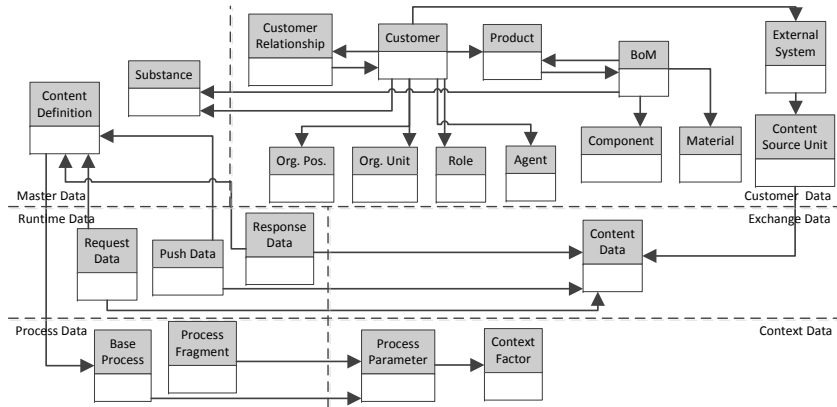 Customer
Relationship
Customer
Product
BoM
External
System
Substance
Content
Definition
Org. Pos.
Org. Unit
Role
Agent
Component
Material
Content
Source Unit
Master Data
Customer Data
Runtime Data
Exchange Data
Request
Data
Push Data
Response
Data
Content
Data
Process Data
Context Data
Base
Process
Process
Fragment
Process
Parameter
Context
Factor